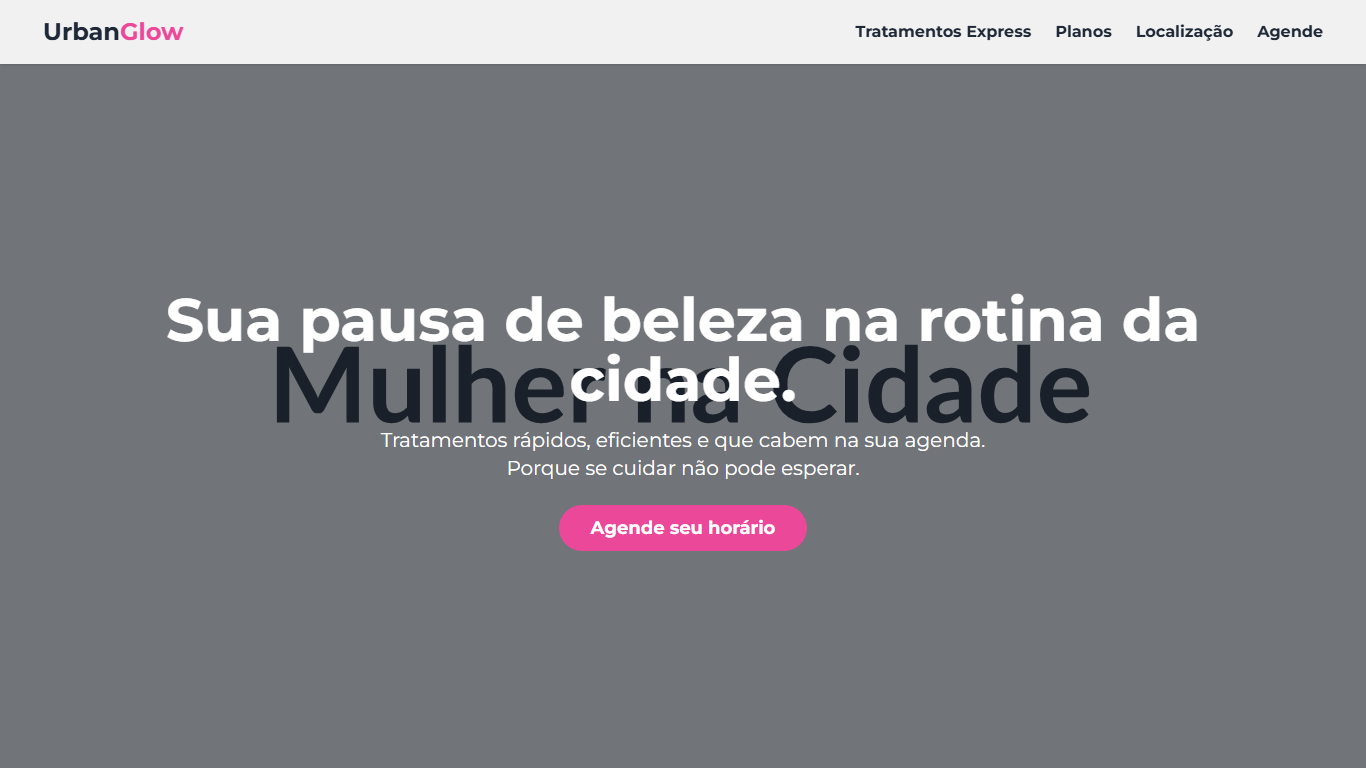 UrbanGlow
Tratamentos Express
Planos
Localização
Agende
Sua pausa de beleza na rotina da
cidade.
Mulher na Cidade
Tratamentos rápidos, eficientes e que cabem na sua agenda.
Porque se cuidar não pode esperar.
Agende seu horário